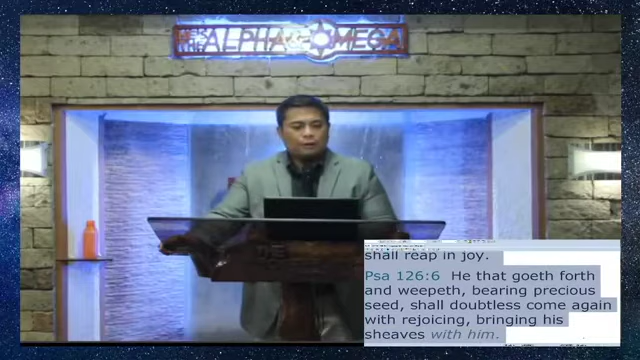 THE ALPHA & OMEGA
shall reap in joy.
Psa 126:6 He that goeth forth
and weepeth, bearing precious
seed, shall doubtless come again
with rejoicing, bringing his
sheaves with him.